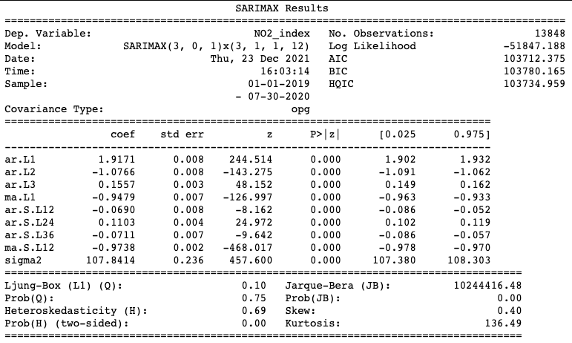 SARIMAX Results
==============================================================================
Dep. Variable: NO2_index No. Observations: 13848
Model: SARIMAX(3, 0, 1)x(3, 1, 1, 12) Log Likelihood -51847.188
Date: Thu, 23 Dec 2021 AIC 103712.375
Time: 16:03:14 BIC 103780.165
Sample: 01-01-2019 HQIC 103734.959
- 07-30-2020
Covariance Type: opg
==============================================================================
coef std err z P>|z| [0.025 0.975]
------------------------------------------------------------------------------
ar.L1 1.9171 0.008 244.514 0.000 1.902 1.932
ar.L2 -1.0766 0.008 -143.275 0.000 -1.091 -1.062
ar.L3 0.1557 0.003 48.152 0.000 0.149 0.162
ma.L1 -0.9479 0.007 -126.997 0.000 -0.963 -0.933
ar.S.L12 -0.0690 0.008 -8.162 0.000 -0.086 -0.052
ar.S.L24 0.1103 0.004 24.972 0.000 0.102 0.119
ar.S.L36 -0.0711 0.007 -9.642 0.000 -0.086 -0.057
ma.S.L12 -0.9738 0.002 -468.017 0.000 -0.978 -0.970
sigma2 107.8414 0.236 457.600 0.000 107.380 108.303
==============================================================================
Ljung-Box (L1) (Q): 0.10 Jarque-Bera (JB): 10244416.48
Prob(Q): 0.75 Prob(JB): 0.00
Heteroskedasticity (H): 0.69 Skew: 0.40
Prob(H) (two-sided): 0.00 Kurtosis: 136.49
==============================================================================